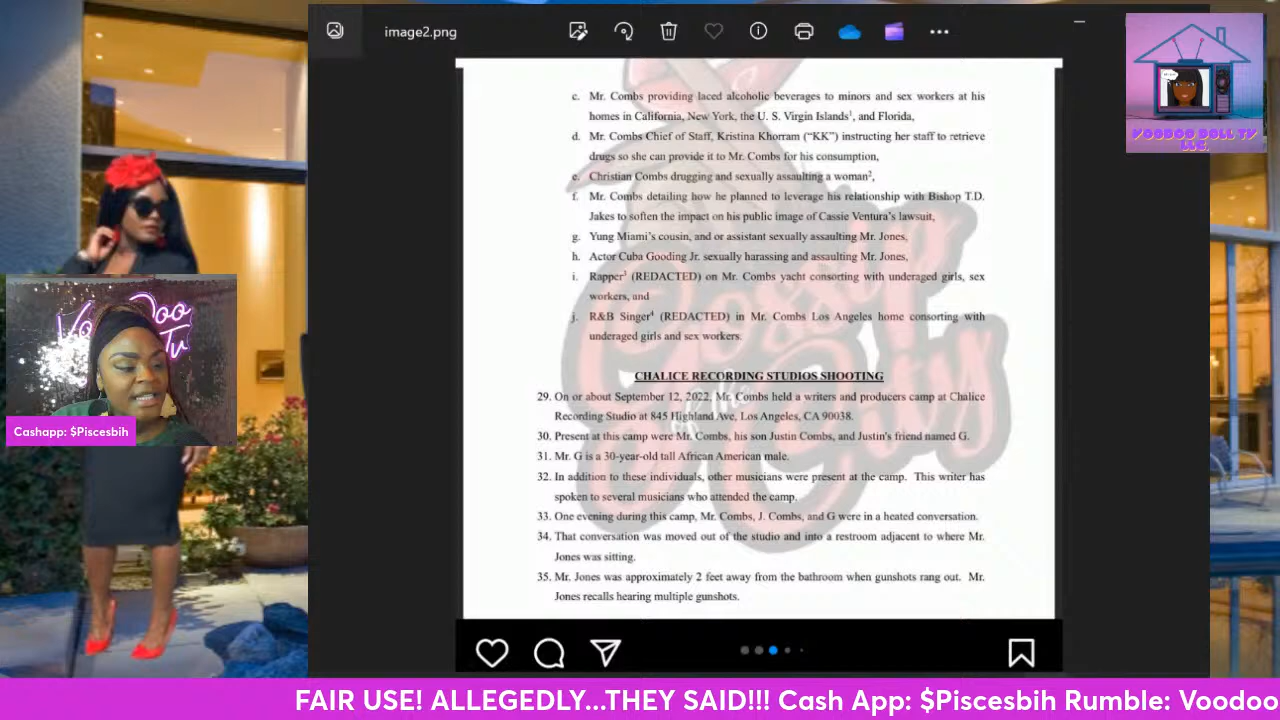 image2.png
c. Mr. Combs providing laced alcoholic beverages to minors and sex workers at his
homes in California, New York, the U. S. Virgin Islands1, and Florida,
d. Mr. Combs Chief of Staff, Kristina Khorram (“KK”) instructing her staff to retrieve
drugs so she can provide it to Mr. Combs for his consumption,
e. Christian Combs drugging and sexually assaulting a woman2,
f. Mr. Combs detailing how he planned to leverage his relationship with Bishop T.D.
Jakes to soften the impact on his public image of Cassie Ventura’s lawsuit,
g. Yung Miami’s cousin, and or assistant sexually assaulting Mr. Jones,
h. Actor Cuba Gooding Jr. sexually harassing and assaulting Mr. Jones,
i. Rapper3 (REDACTED) on Mr. Combs yacht consorting with underaged girls, sex
workers, and
j. R&B Singer4 (REDACTED) in Mr. Combs Los Angeles home consorting with
underaged girls and sex workers.
CHALICE RECORDING STUDIOS SHOOTING
29. On or about September 12, 2022, Mr. Combs held a writers and producers camp at Chalice
Recording Studio at 845 Highland Ave, Los Angeles, CA 90038.
30. Present at this camp were Mr. Combs, his son Justin Combs, and Justin’s friend named G.
31. Mr. G is a 30-year-old tall African American male.
32. In addition to these individuals, other musicians were present at the camp. This writer has
spoken to several musicians who attended the camp.
33. One evening during this camp, Mr. Combs, J. Combs, and G were in a heated conversation.
34. That conversation was moved out of the studio and into a restroom adjacent to where Mr.
Jones was sitting.
35. Mr. Jones was approximately 2 feet away from the bathroom when gunshots rang out. Mr.
Jones recalls hearing multiple gunshots.
VOODOO DOLL TV
LLC.
Tv
Cashapp: $Piscesbih
FAIR USE! ALLEGEDLY...THEY SAID!!! Cash App: $Piscesbih Rumble: Voodoo